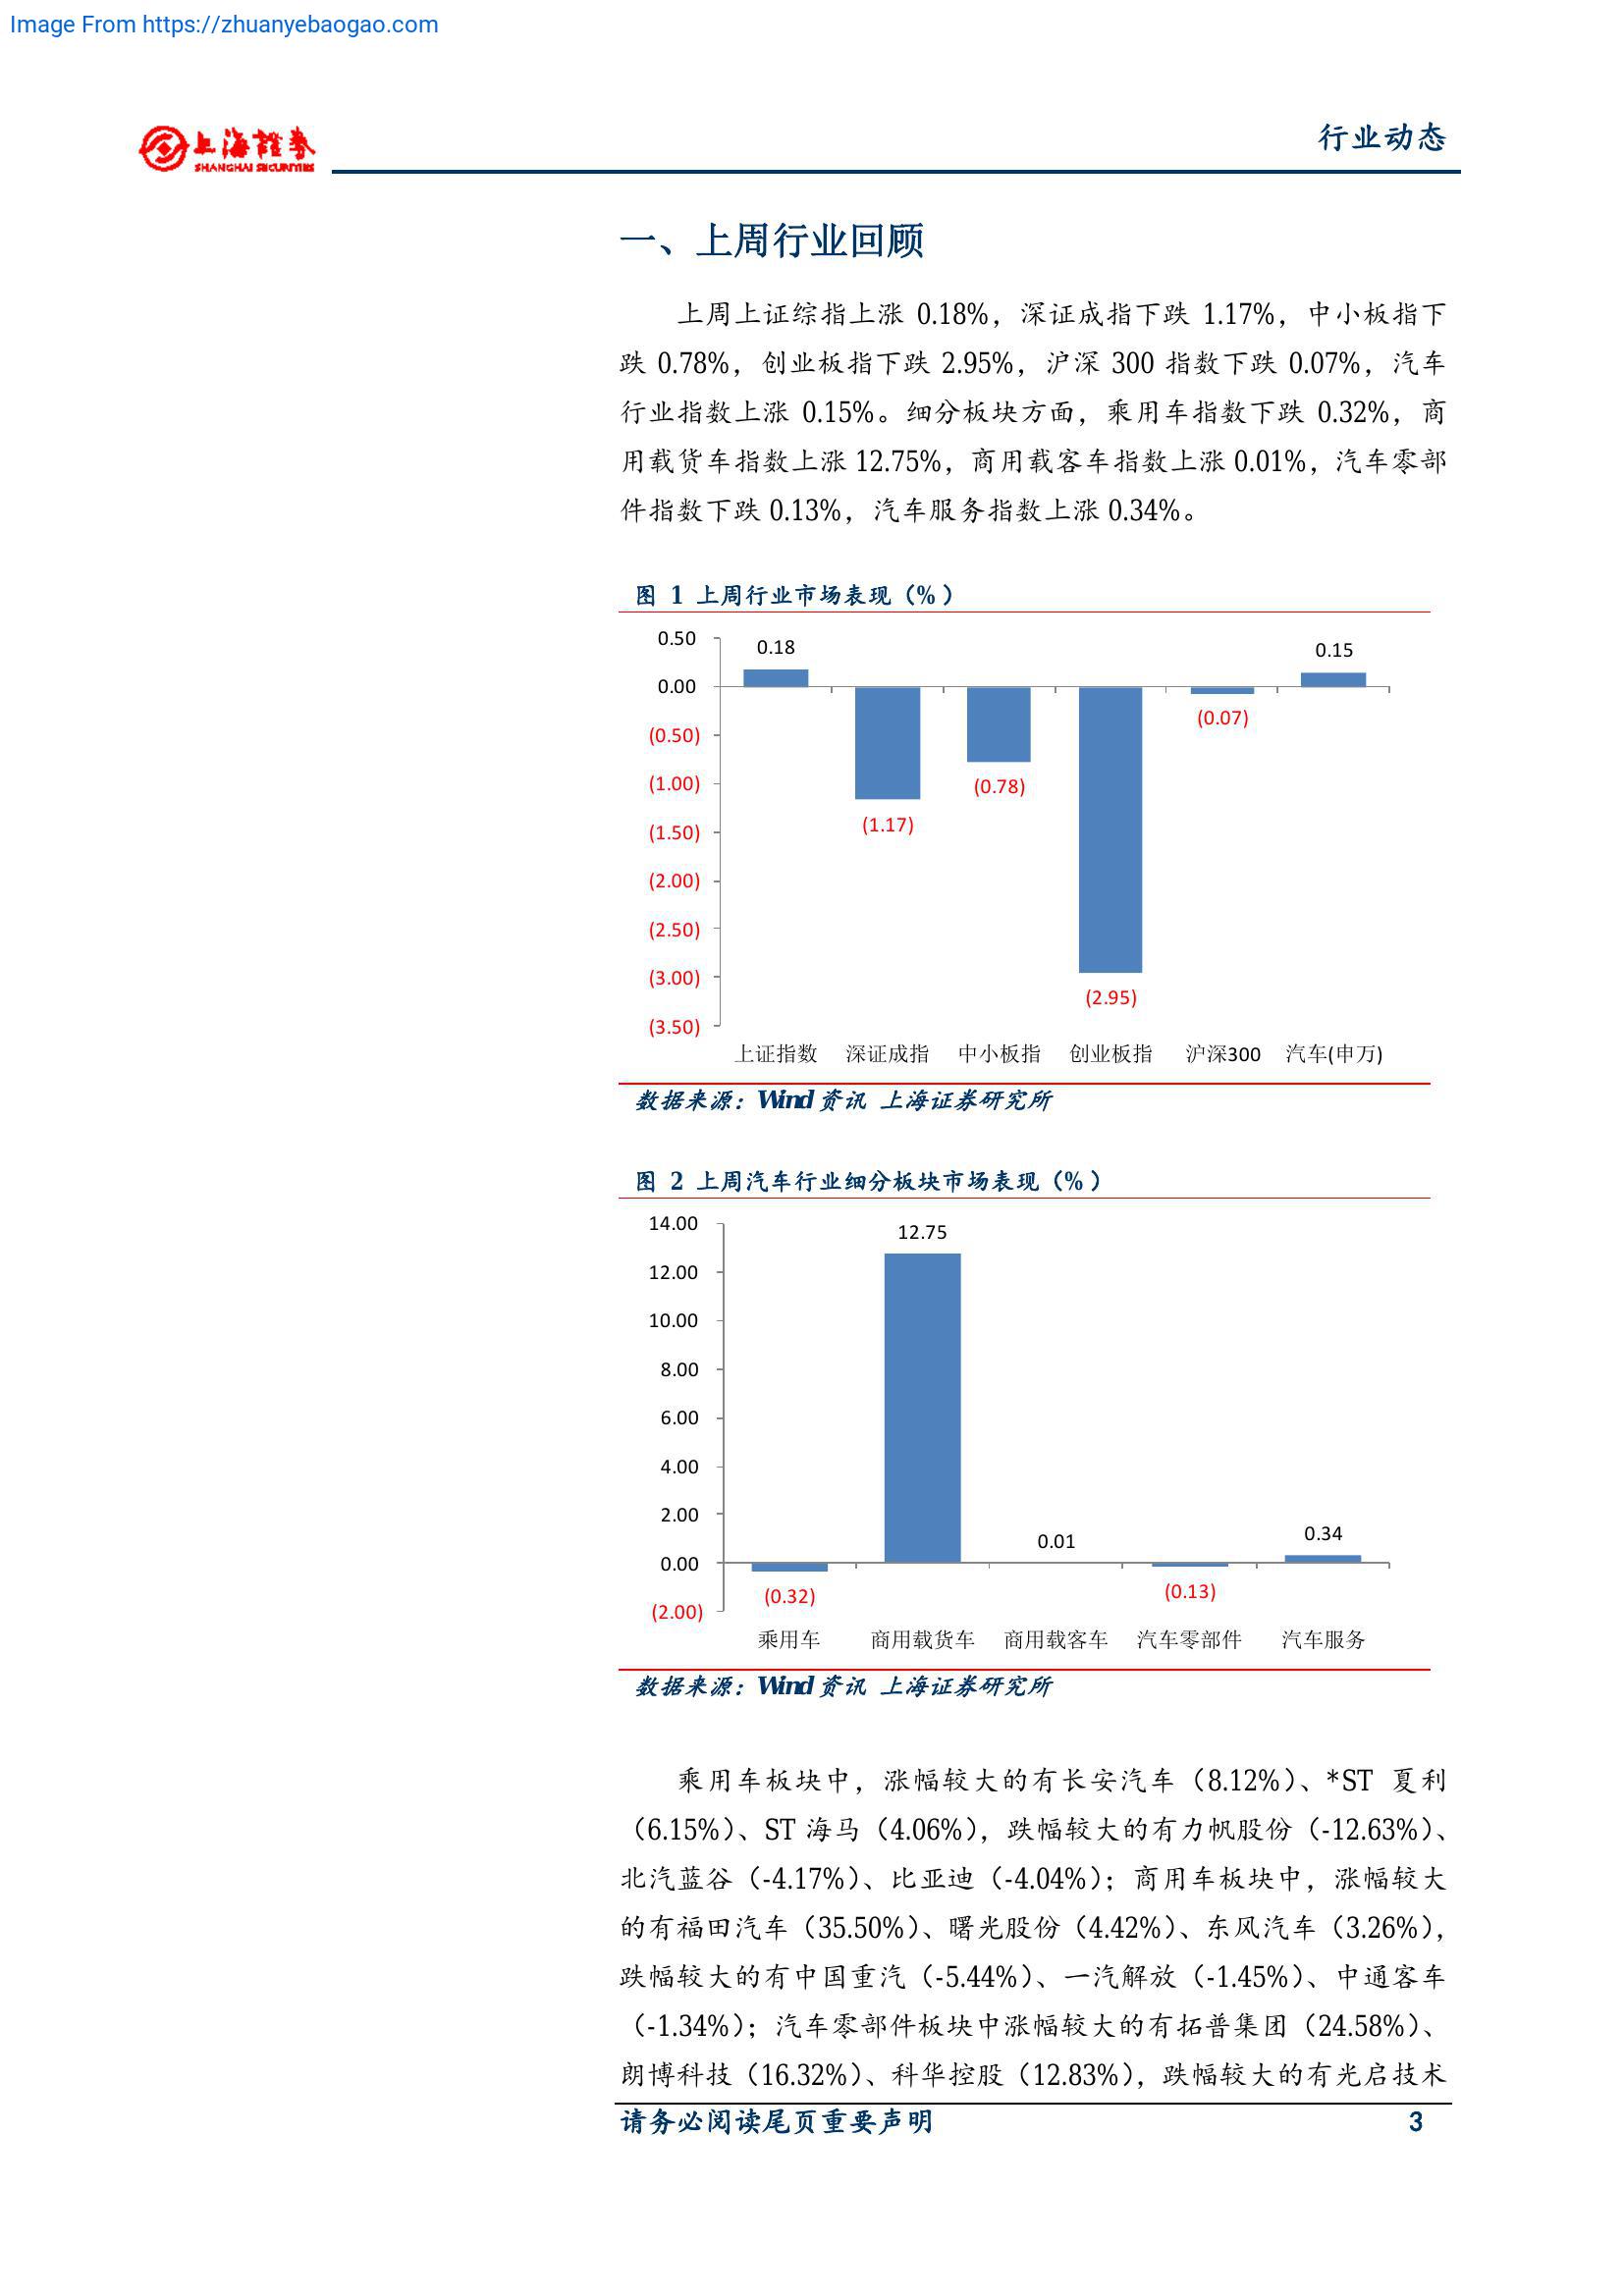 Image From https://zhuanyebaogao.com
上海證券
SHANGHAI SECURITIES
行业动态
一、上周行业回顾
上周上证综指上涨 0.18%，深证成指下跌 1.17%，中小板指下
跌 0.78%，创业板指下跌 2.95%，沪深 300 指数下跌 0.07%，汽车
行业指数上涨 0.15%。细分板块方面，乘用车指数下跌 0.32%，商
用载货车指数上涨 12.75%，商用载客车指数上涨 0.01%，汽车零部
件指数下跌 0.13%，汽车服务指数上涨 0.34%。
图 1 上周行业市场表现（%）
0.50
0.00
(0.50)
(1.00)
(1.50)
(2.00)
(2.50)
(3.00)
(3.50)
0.18
(1.17)
(0.78)
(2.95)
(0.07)
0.15
上证指数 深证成指 中小板指 创业板指 沪深300 汽车(申万)
数据来源：Wind 资讯 上海证券研究所
图 2 上周汽车行业细分板块市场表现（%）
14.00
12.00
10.00
8.00
6.00
4.00
2.00
0.00
(2.00)
(0.32)
12.75
0.01
(0.13)
0.34
乘用车 商用载货车 商用载客车 汽车零部件 汽车服务
数据来源：Wind 资讯 上海证券研究所
乘用车板块中，涨幅较大的有长安汽车（8.12%）、*ST 夏利
（6.15%）、ST 海马（4.06%），跌幅较大的有力帆股份（-12.63%）、
北汽蓝谷（-4.17%）、比亚迪（-4.04%）；商用车板块中，涨幅较大
的有福田汽车（35.50%）、曙光股份（4.42%）、东风汽车（3.26%），
跌幅较大的有中国重汽（-5.44%）、一汽解放（-1.45%）、中通客车
（-1.34%）；汽车零部件板块中涨幅较大的有拓普集团（24.58%）、
朗博科技（16.32%）、科华控股（12.83%），跌幅较大的有光启技术
请务必阅读尾页重要声明 3